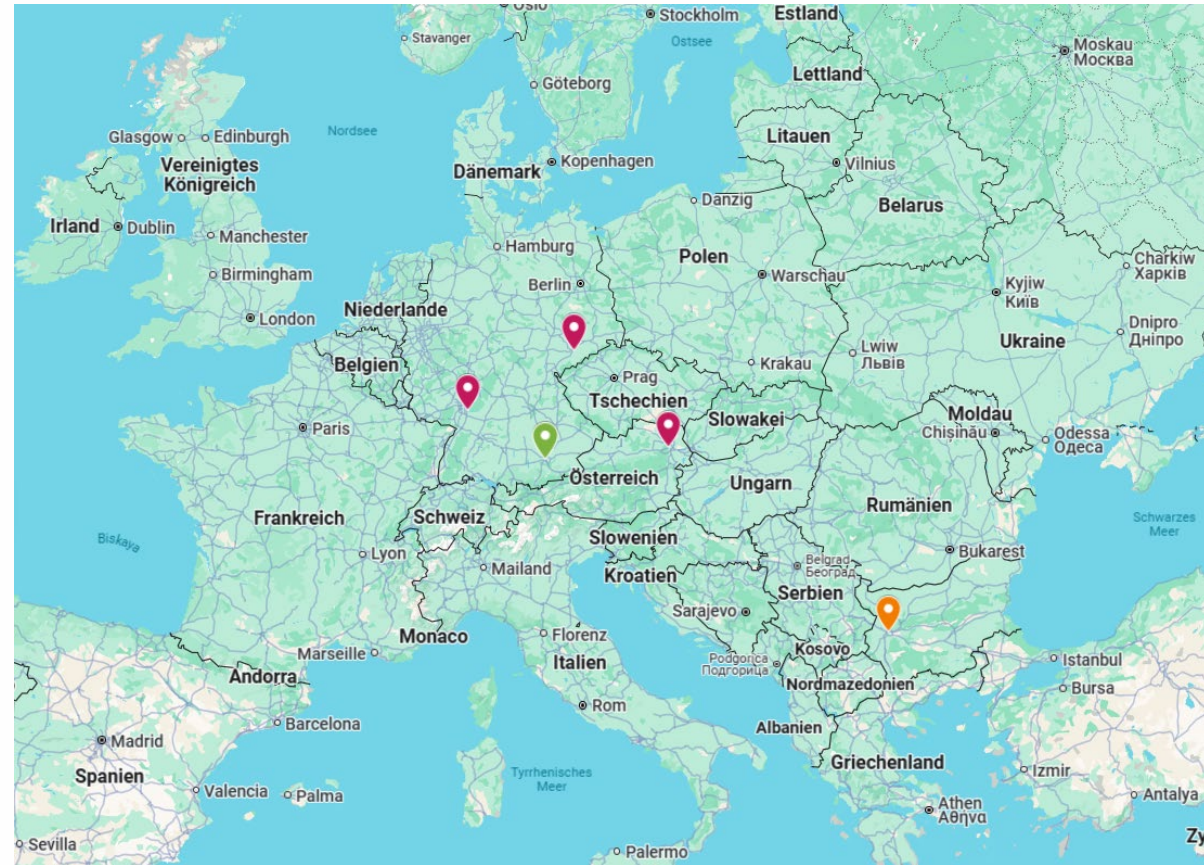 Oslo
Stockholm
Estland
Stavanger
Ostsee
Moskau
Москва
Göteborg
Lettland
Glasgow
Edinburgh
Nordsee
Vereinigtes
Königreich
Dänemark
Kopenhagen
Litauen
Vilnius
Irland
Dublin
Manchester
Danzig
Belarus
Hamburg
Polen
Birmingham
Berlin
Warschau
Charkiw
Харків
Kyjiw
Київ
London
Niederlande
Dnipro
Дніпро
Ukraine
Belgien
Lwiw
Львів
Krakau
Prag
Tschechien
Paris
Slowakei
Moldau
Chișinău
Odessa
Одеса
Österreich
Ungarn
Rumänien
Frankreich
Schweiz
Schwarzes
Meer
Biskaya
Slowenien
Lyon
Mailand
Bukarest
Kroatien
Belgrad
Београд
Serbien
Sarajevo
Monaco
Florenz
Kosovo
Marseille
Italien
Podgorica
Подгорица
Istanbul
Andorra
Nordmazedonien
Bursa
Rom
Barcelona
Albanien
Madrid
Griechenland
Spanien
Tyrrhenisches
Meer
Izmir
Valencia
Palma
Antalya
Athen
Αθήνα
Zy
Sevilla
Palermo